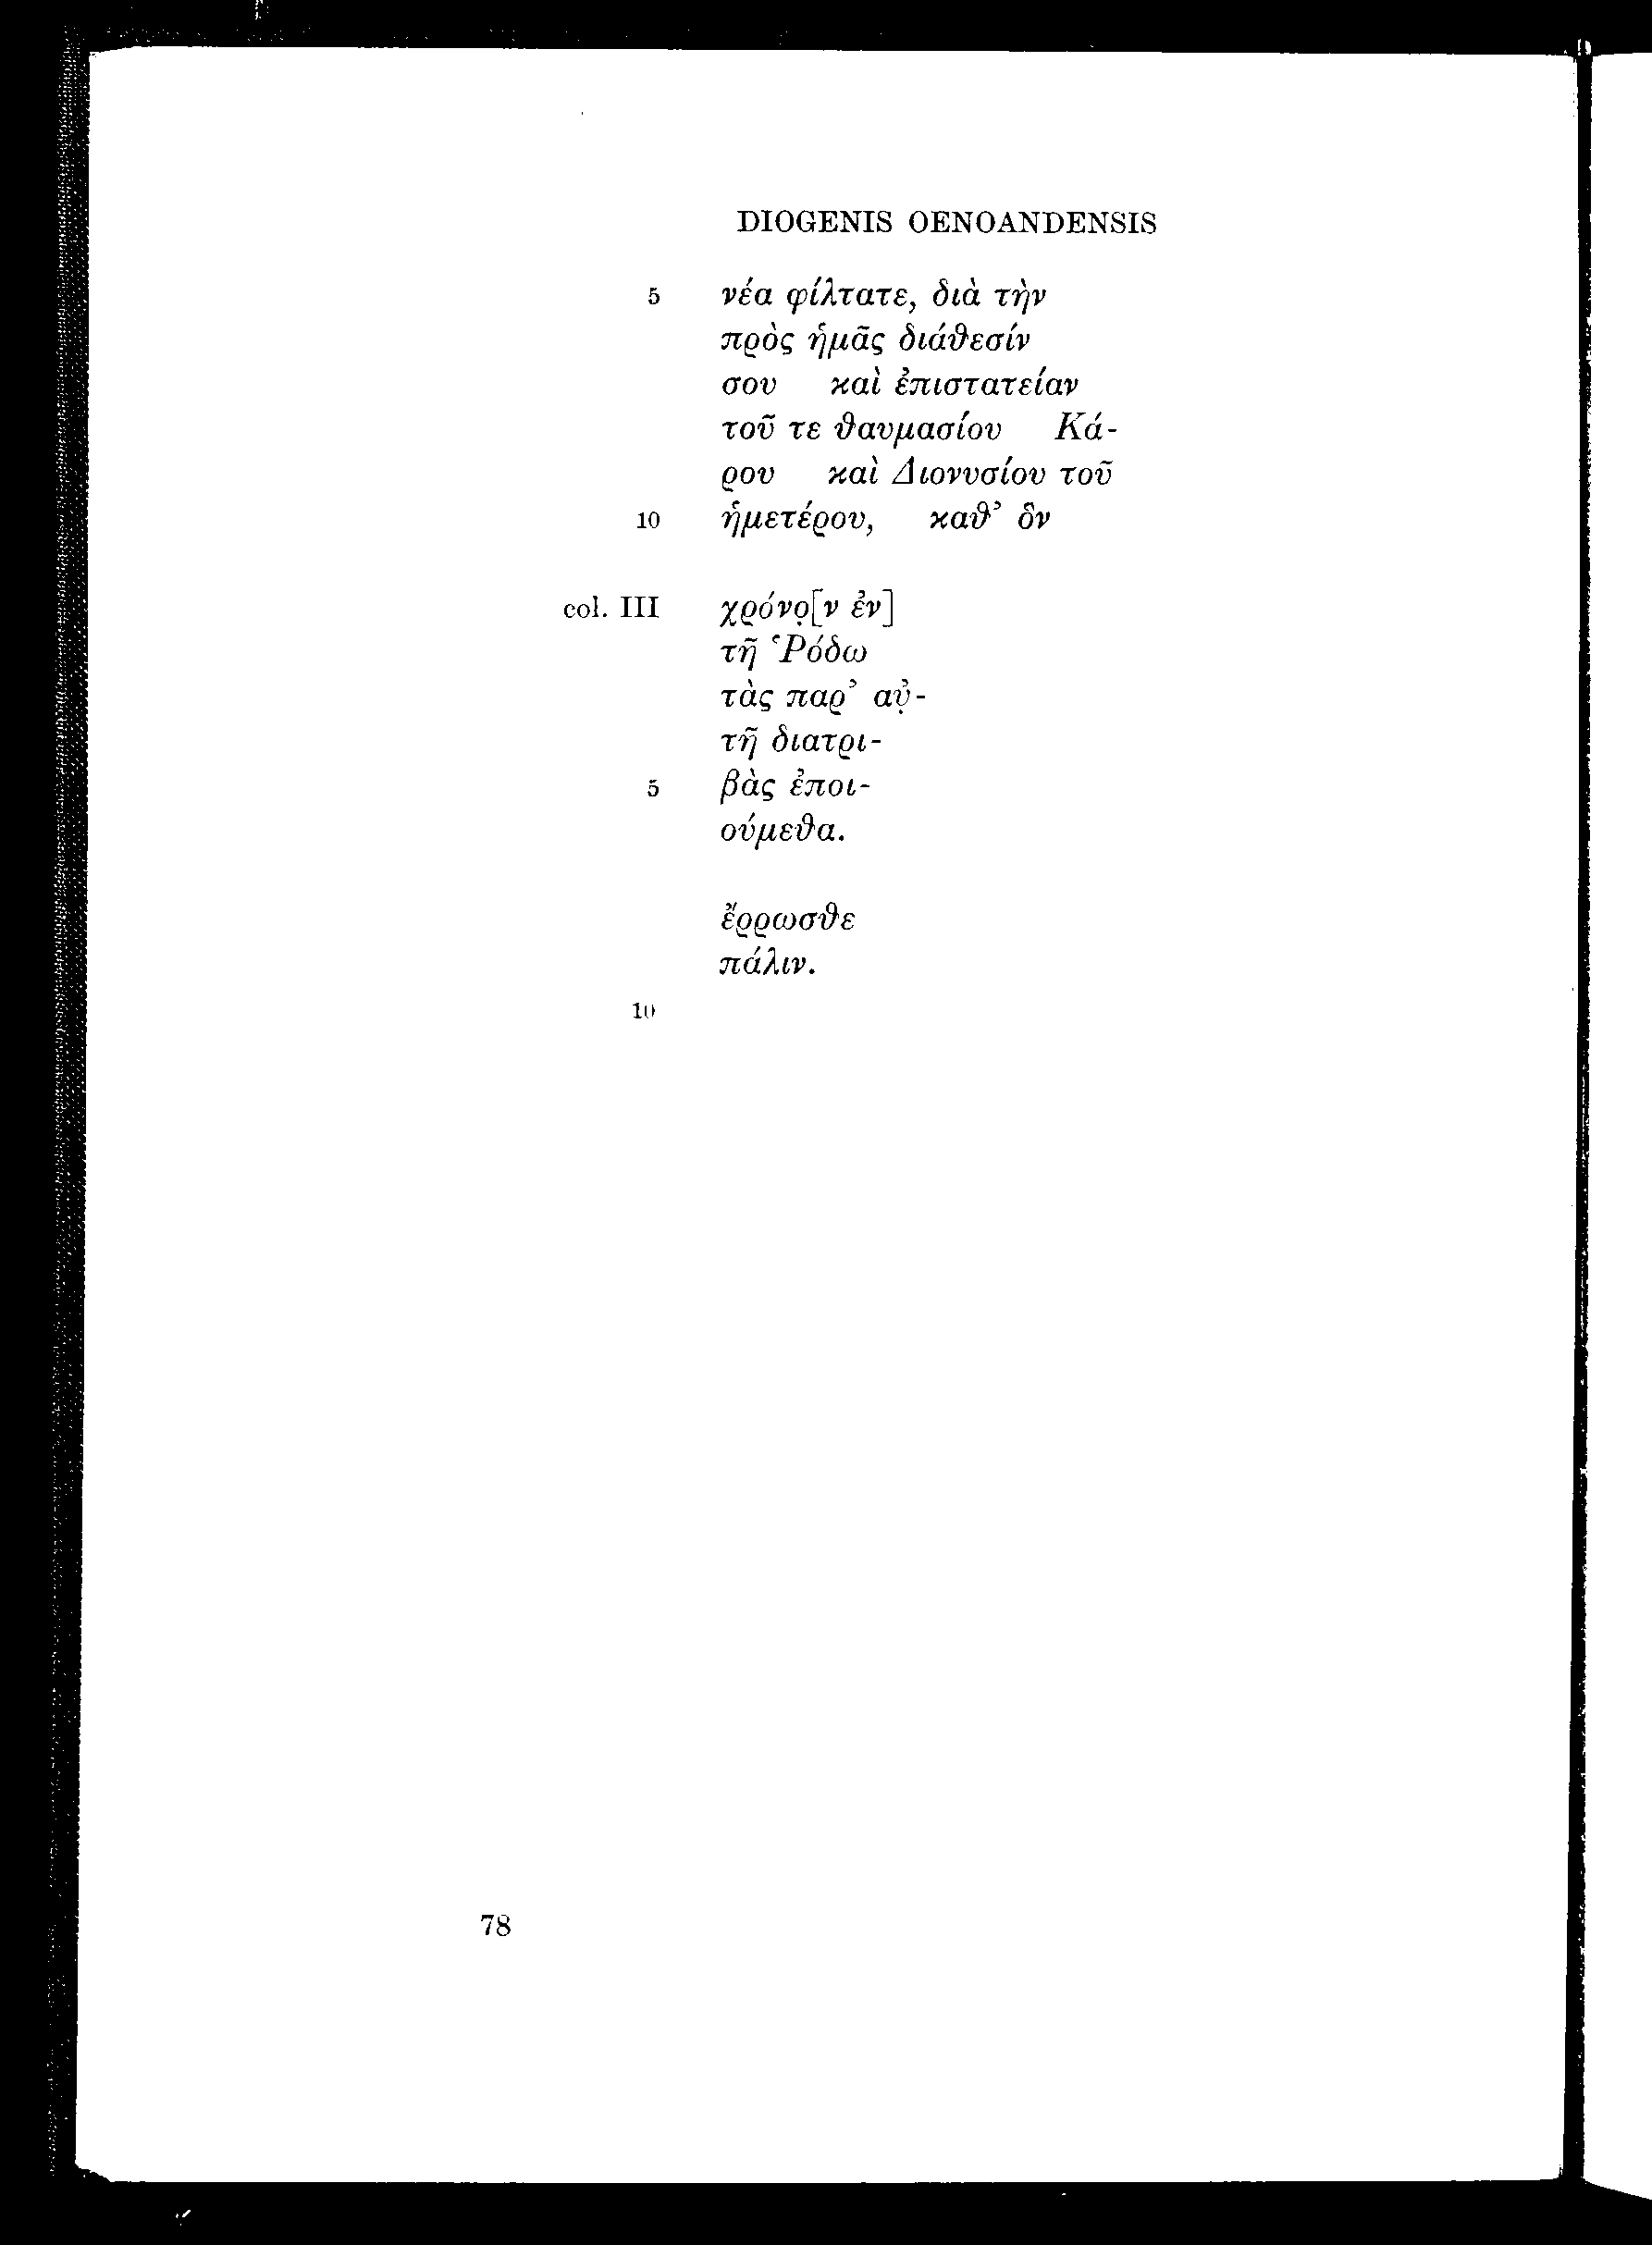 DIOGENIS OENOANDENSIS
5 νέα φίλτατε, διὰ τὴν
πρὸς ἡμᾶς διάθεσίν
σου καὶ ἐπιστατείαν
τοῦ τε θαυμασίου Κά-
ρου καὶ Διονυσίου τοῦ
10 ἡμετέρου, καθ’ ὃν
col. III χρόνο̣[ν ἐν]
τῆ Ῥόδω
τὰς παρ’ αὐ̣-
τῆ διατρι-
5 βὰς ἐποι-
ούμεθα.
ἔρρωσθε
πάλιν.
10
78